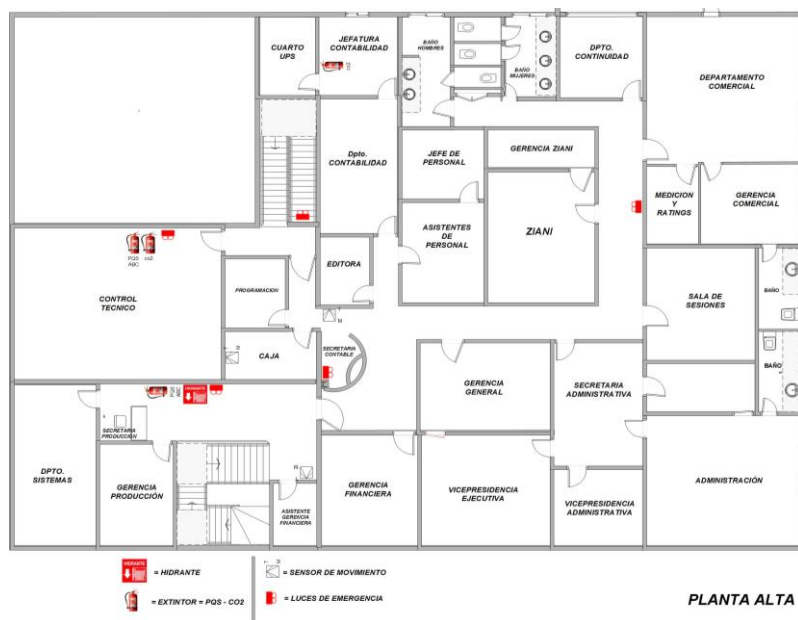 CUARTO
UPS
JEFATURA
CONTABILIDAD
co2
BAÑO
HOMBRES
BAÑO
MUJERES
DPTO.
CONTINUIDAD
DEPARTAMENTO
COMERCIAL
Dpto.
CONTABILIDAD
JEFE DE
PERSONAL
GERENCIA ZIANI
ASISTENTES
DE
PERSONAL
ZIANI
MEDICION
Y
RATINGS
GERENCIA
COMERCIAL
PQS
ABC
co2
CONTROL
TECNICO
EDITORA
PROGRAMACION
SALA DE
SESIONES
BAÑO
T
M
SECRETARIA
CONTABLE
T
M
CAJA
GERENCIA
GENERAL
SECRETARIA
ADMINISTRATIVA
BAÑO
PQS
ABC
HIDRANTE
SECRETARIA
PRODUCCION
DPTO.
SISTEMAS
GERENCIA
PRODUCCIÓN
M
ASISTENTE
GERENCIA
FINANCIERA
GERENCIA
FINANCIERA
VICEPRESIDENCIA
EJECUTIVA
VICEPRESIDENCIA
ADMINISTRATIVA
ADMINISTRACIÓN
HIDRANTE
= HIDRANTE
T
M
= SENSOR DE MOVIMIENTO
= EXTINTOR = PQS - CO2
= LUCES DE EMERGENCIA
PLANTA ALTA